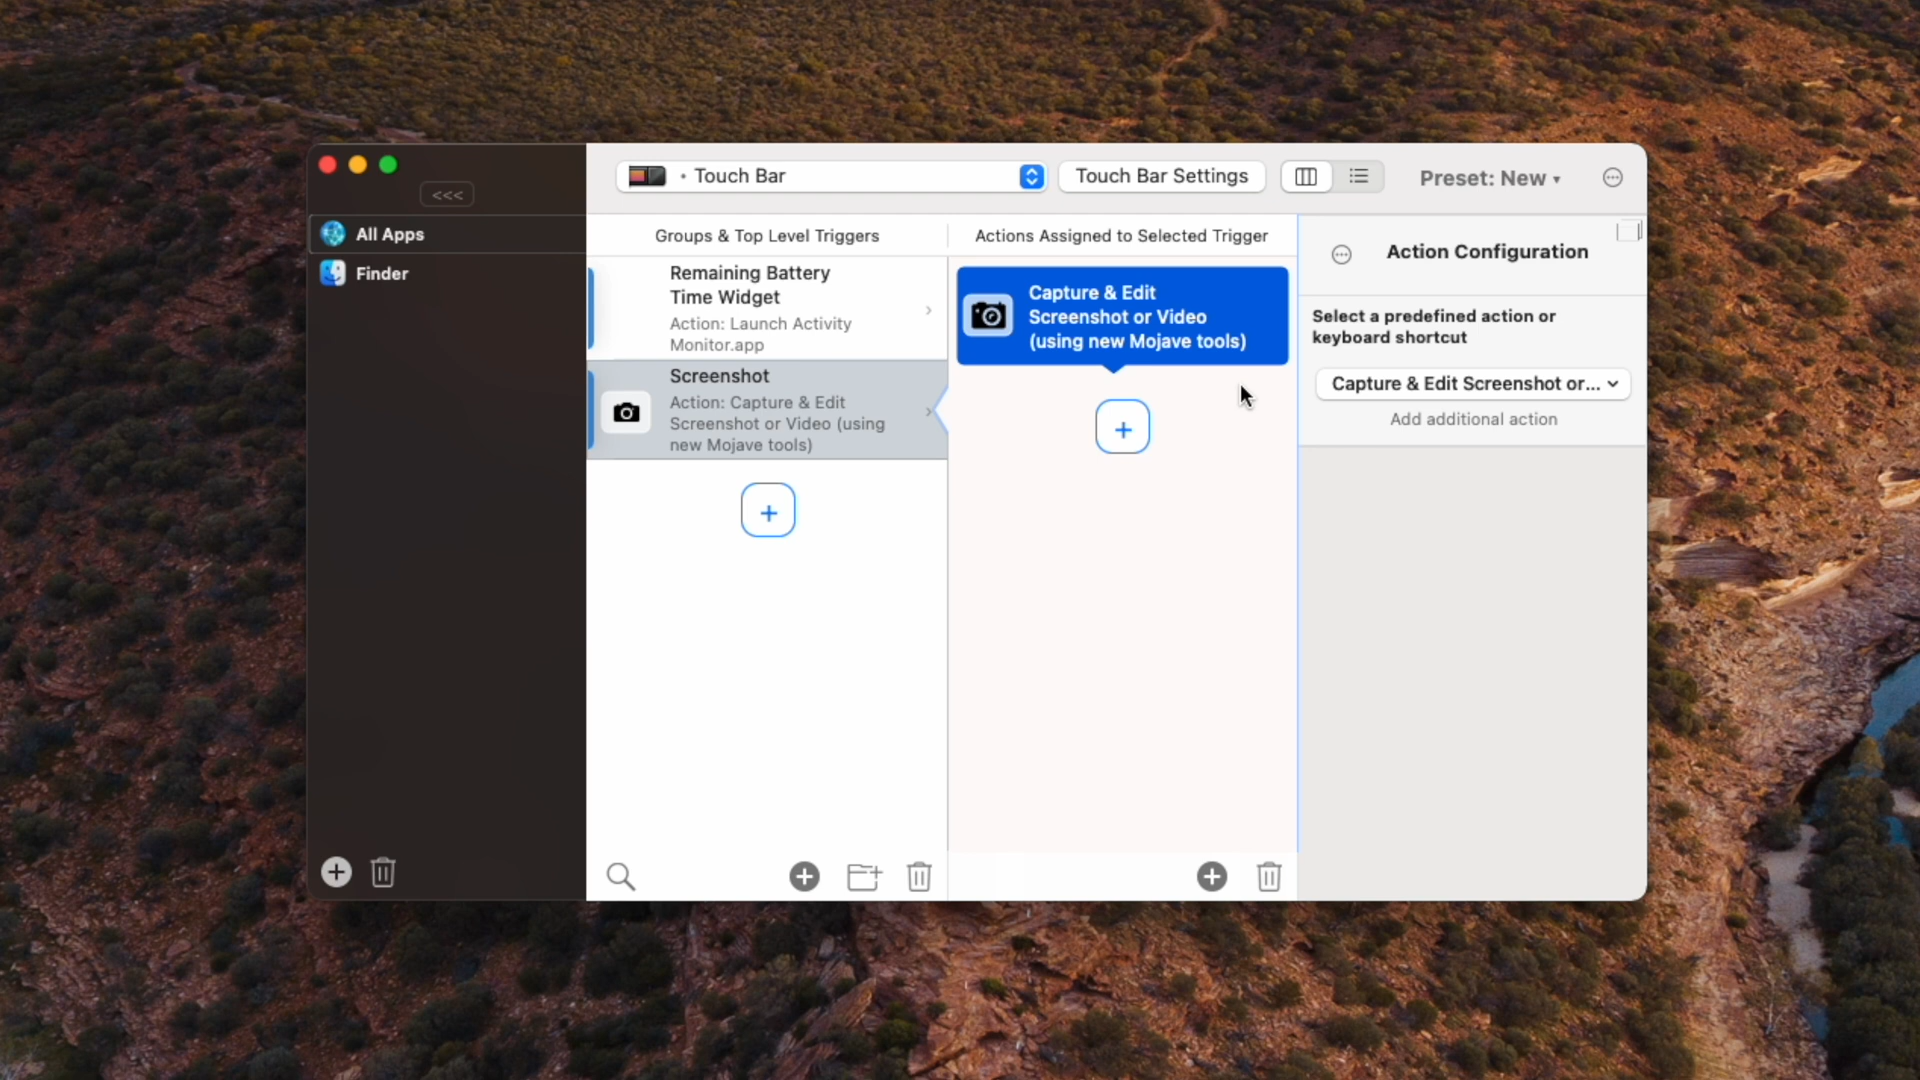 <<<
All Apps
Finder
• Touch Bar
Touch Bar Settings
Preset: New ▾
Groups & Top Level Triggers
Remaining Battery
Time Widget
Action: Launch Activity
Monitor.app
Screenshot
Action: Capture & Edit
Screenshot or Video (using
new Mojave tools)
Actions Assigned to Selected Trigger
Capture & Edit
Screenshot or Video
(using new Mojave tools)
Action Configuration
Select a predefined action or
keyboard shortcut
Capture & Edit Screenshot or...
Add additional action